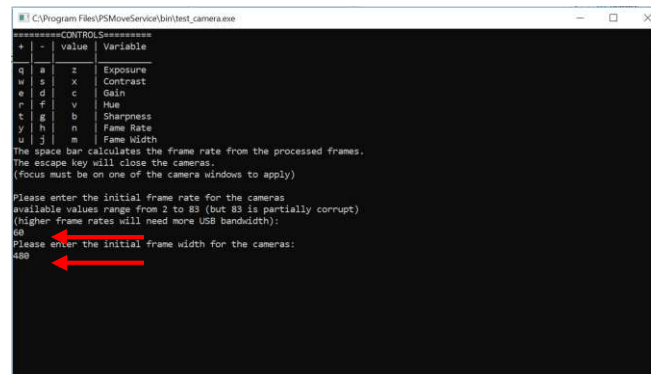 C:\Program Files\PSMoveService\bin\test_camera.exe
=========CONTROLS=========
+ | - | value | Variable
__|___|_______|__________
q | a | z | Exposure
w | s | x | Contrast
e | d | c | Gain
r | f | v | Hue
t | g | b | Sharpness
y | h | n | Fame Rate
u | j | m | Fame Width
The space bar calculates the frame rate from the processed frames.
The escape key will close the cameras.
(focus must be on one of the camera windows to apply)
Please enter the initial frame rate for the cameras
available values range from 2 to 83 (but 83 is partially corrupt)
(higher frame rates will need more USB bandwidth):
60
Please enter the initial frame width for the cameras:
480